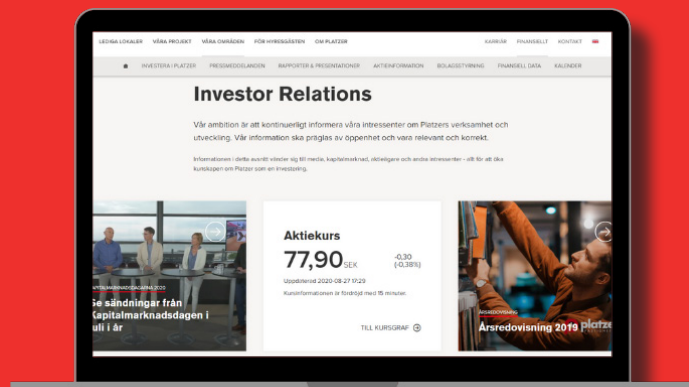 LEDIGA LOKALER VÅRA PROJEKT VÅRA OMRÅDEN FÖR HYRESGÄSTEN OM PLATZER KARRIÄR FINANSIELLT KONTAKT
INVESTERA I PLATZER PRESSMEDDELANDEN RAPPORTER & PRESENTATIONER AKTIEINFORMATION BOLAGSSTYRNING FINANSIELL DATA KALENDER
Investor Relations
Vår ambition är att kontinuerligt informera våra intressenter om Platzers verksamhet och
utveckling. Vår information ska präglas av öppenhet och vara relevant och korrekt.
Informationen i detta avsnitt vänder sig till media, kapitalmarknad, aktieägare och andra intressenter - allt för att öka
kunskapen om Platzer som en investering.
KAPITALMARKNADSDAGARNA 2020
Se sändningar från
Kapitalmarknadsdagen i
juli i år
Aktiekurs
77,90 SEK
-0,30
(-0,38%)
Uppdaterad 2020-08-27 17:29
Kursinformationen är fördröjd med 15 minuter.
TILL KURSGRAF
ÅRSREDOVISNING
Årsredovisning 2019
platze